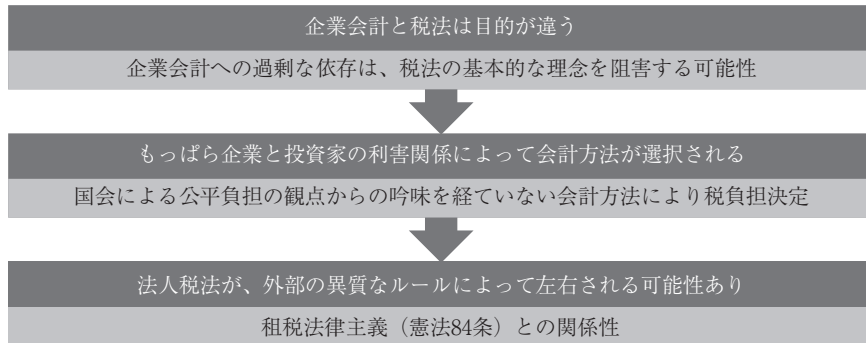 企業会計と税法は目的が違う
企業会計への過剰な依存は、税法の基本的な理念を阻害する可能性
もっぱら企業と投資家の利害関係によって会計方法が選択される
国会による公平負担の観点からの吟味を経ていない会計方法により税負担決定
法人税法が、外部の異質なルールによって左右される可能性あり
租税法律主義（憲法84条）との関係性